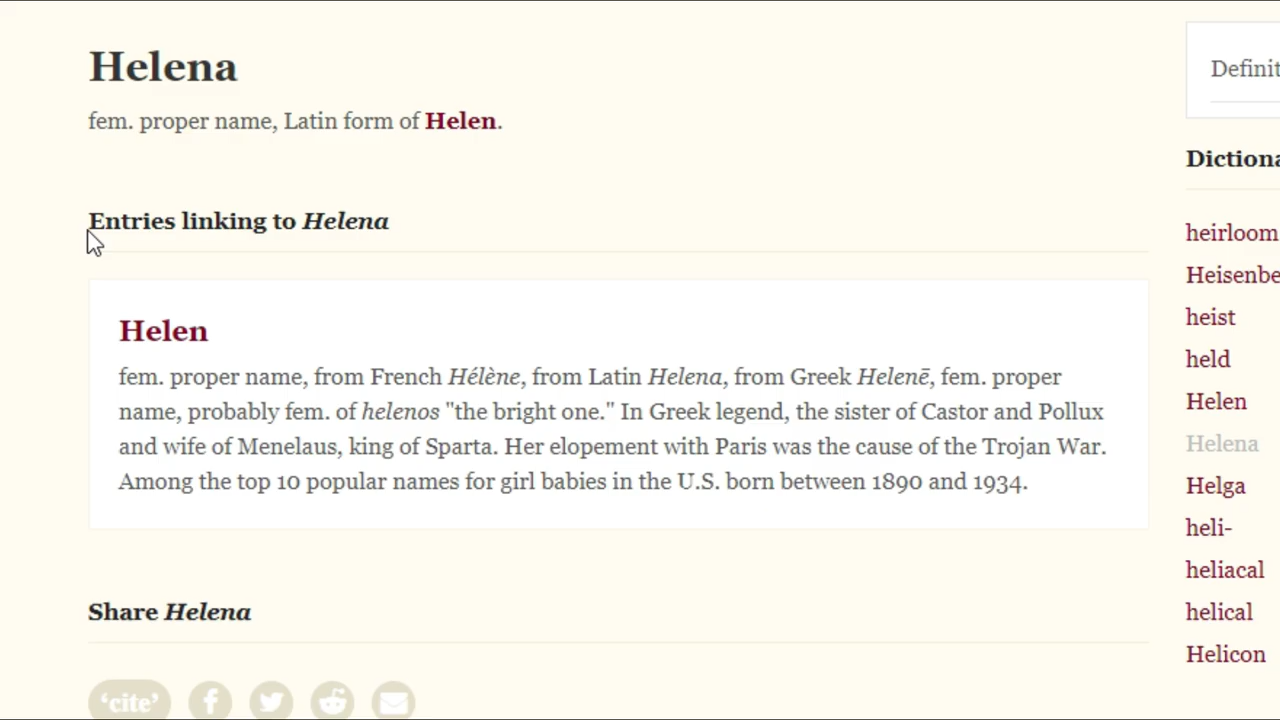 Helena
fem. proper name, Latin form of Helen.
Entries linking to Helena
Helen
fem. proper name, from French Hélène, from Latin Helena, from Greek Helenē, fem. proper
name, probably fem. of helenos "the bright one." In Greek legend, the sister of Castor and Pollux
and wife of Menelaus, king of Sparta. Her elopement with Paris was the cause of the Trojan War.
Among the top 10 popular names for girl babies in the U.S. born between 1890 and 1934.
Share Helena
‘cite’
Definit
Dictiona
heirloom
Heisenbe
heist
held
Helen
Helena
Helga
heli-
heliacal
helical
Helicon